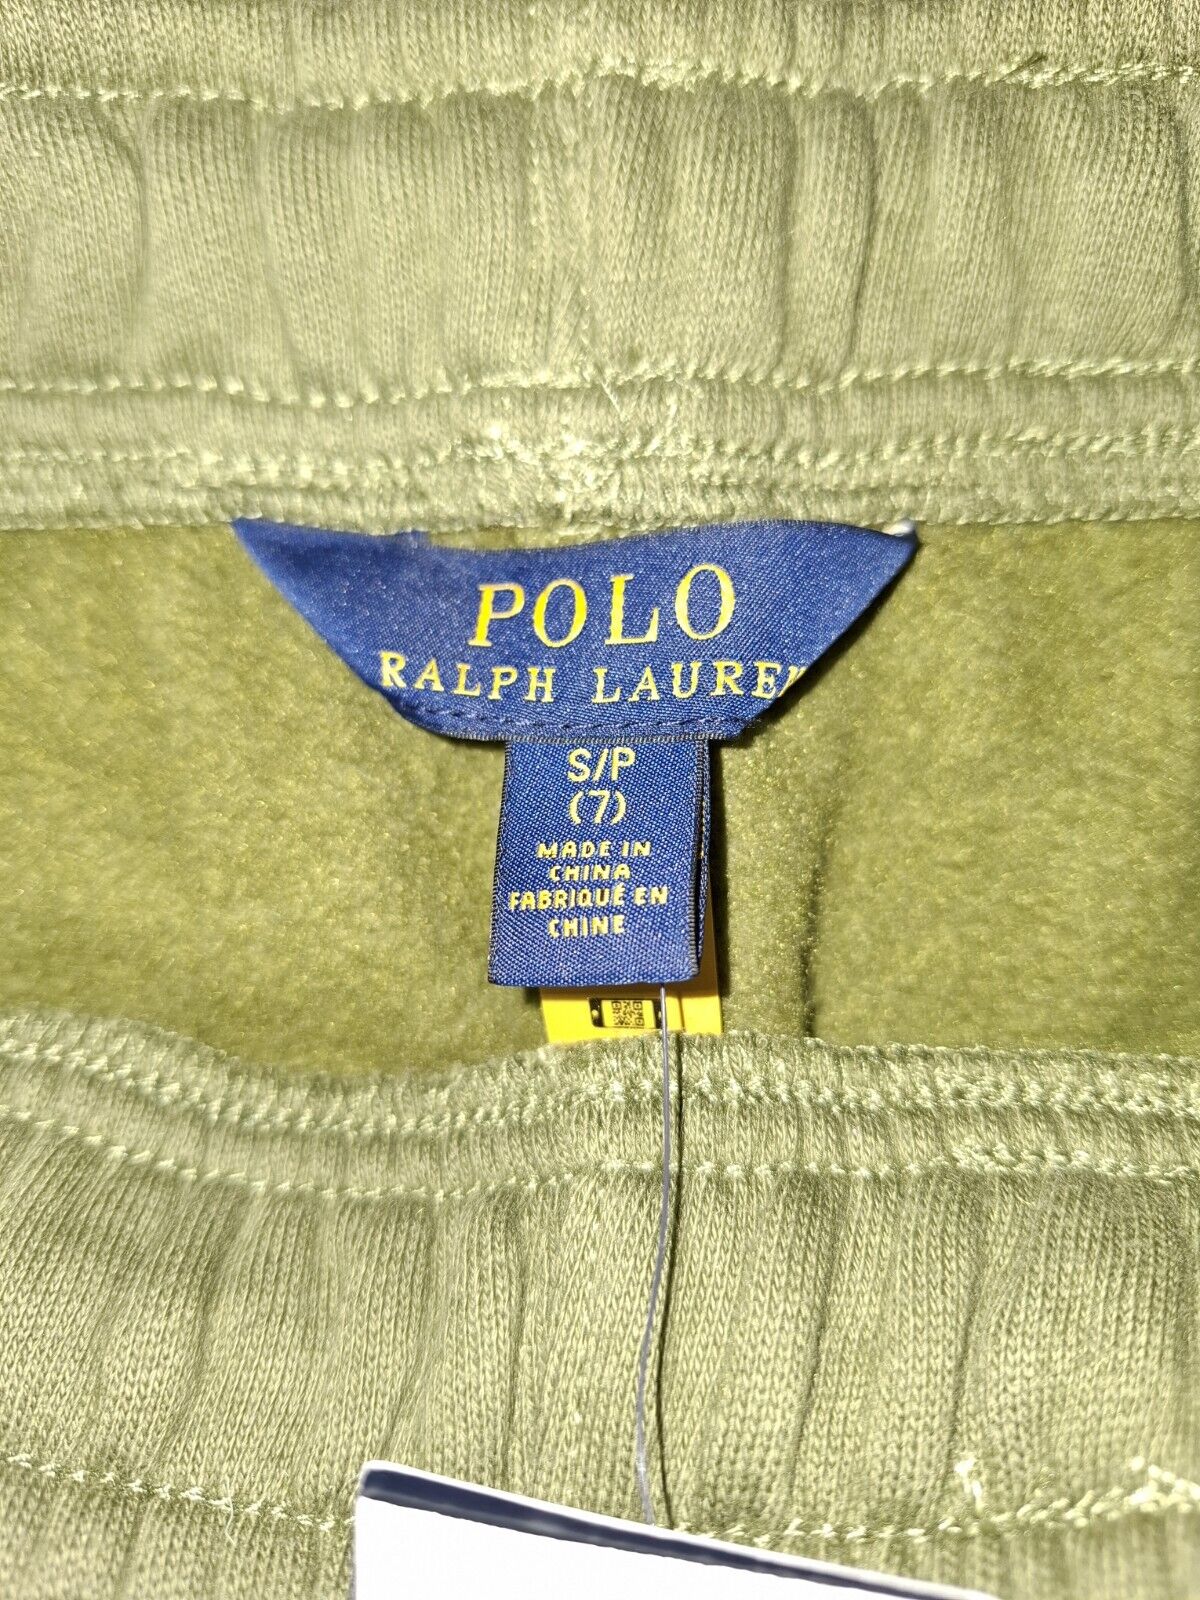 POLO
RALPH LAUREN
S/P
(7)
MADE IN
CHINA
FABRIQUÉ EN
CHINE